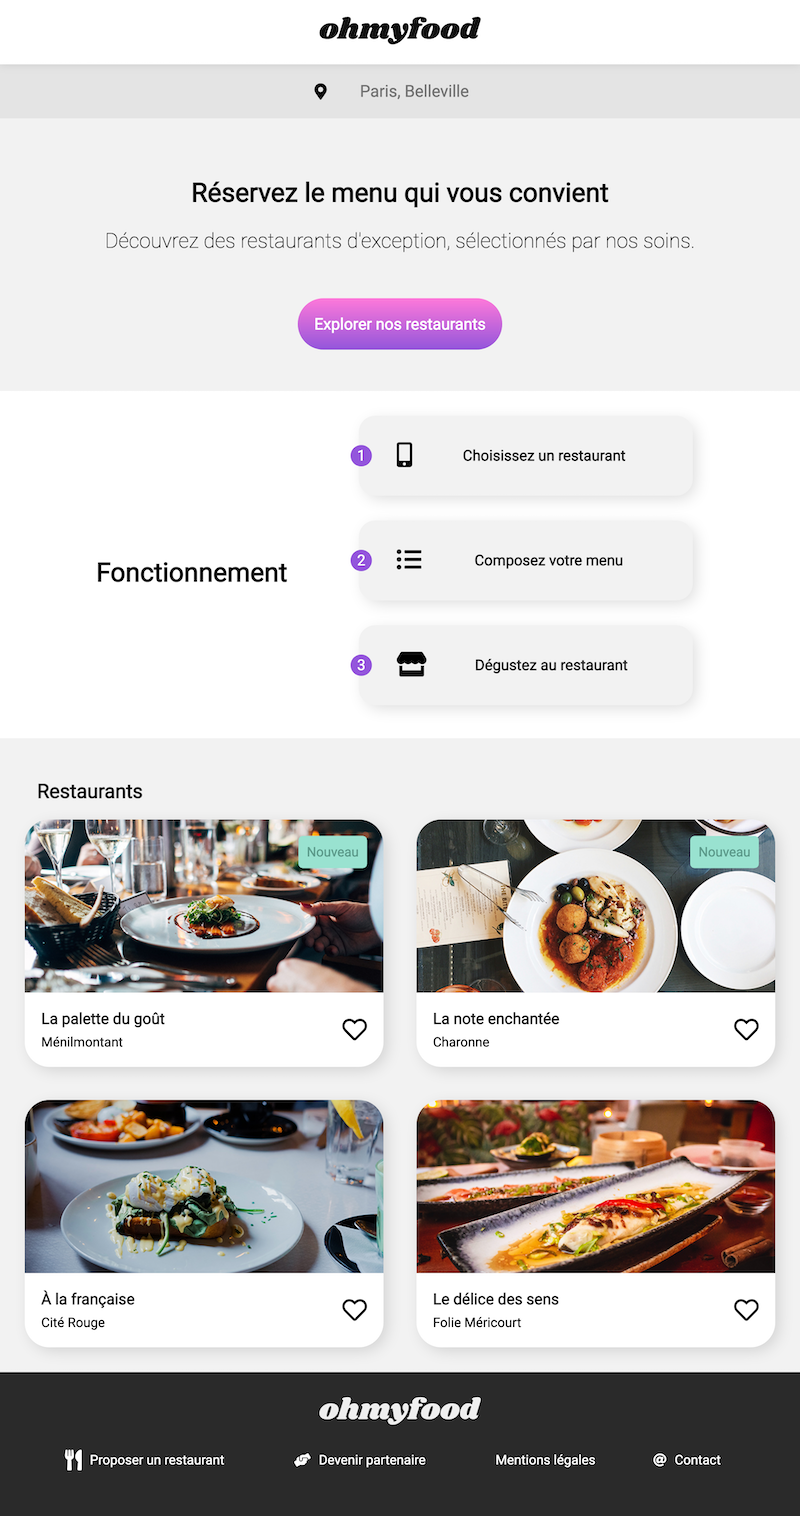 ohmyfood
Paris, Belleville
Réservez le menu qui vous convient
Découvrez des restaurants d'exception, sélectionnés par nos soins.
Explorer nos restaurants
Fonctionnement
1 Choisissez un restaurant
2 Composez votre menu
3 Dégustez au restaurant
Restaurants
Nouveau
La palette du goût
Ménilmontant
Nouveau
La note enchantée
Charonne
À la française
Cité Rouge
Le délice des sens
Folie Méricourt
ohmyfood
Proposer un restaurant
Devenir partenaire
Mentions légales
@ Contact